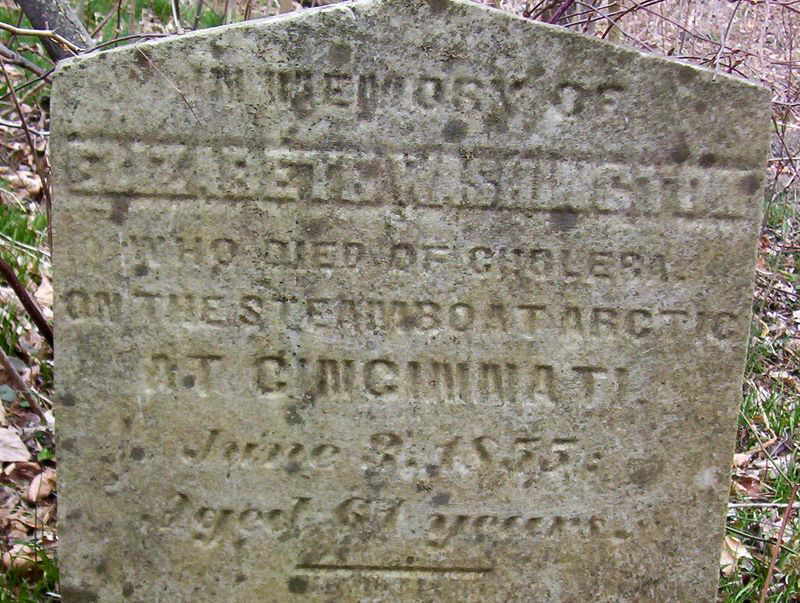 IN MEMORY OF
ELIZABETH WASHINGTON
WHO DIED OF CHOLERA.
ON THE STEAMBOAT ARCTIC
AT CINCINNATI.
June 3, 1855.
Aged 67 years.